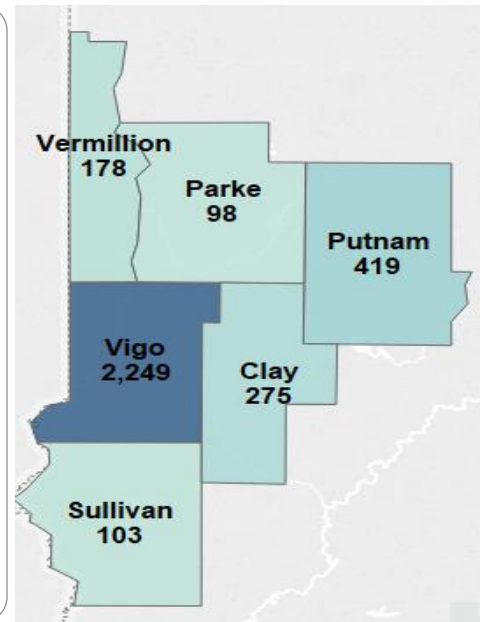 Vermillion
178
Parke
98
Putnam
419
Vigo
2,249
Clay
275
Sullivan
103